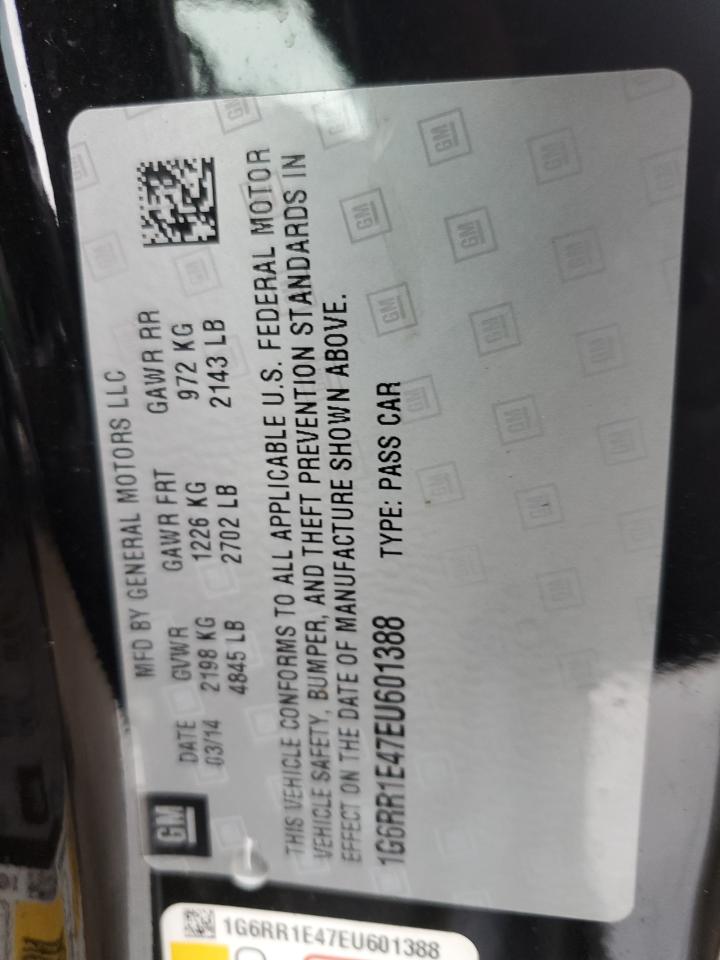 GM
MFD BY GENERAL MOTORS LLC
DATE GVWR GAWR FRT GAWR RR
03/14 2198 KG 1226 KG 972 KG
4845 LB 2702 LB 2143 LB
THIS VEHICLE CONFORMS TO ALL APPLICABLE U.S. FEDERAL MOTOR
VEHICLE SAFETY, BUMPER, AND THEFT PREVENTION STANDARDS IN
EFFECT ON THE DATE OF MANUFACTURE SHOWN ABOVE.
1G6RR1E47EU601388 TYPE: PASS CAR
1G6RR1E47EU601388